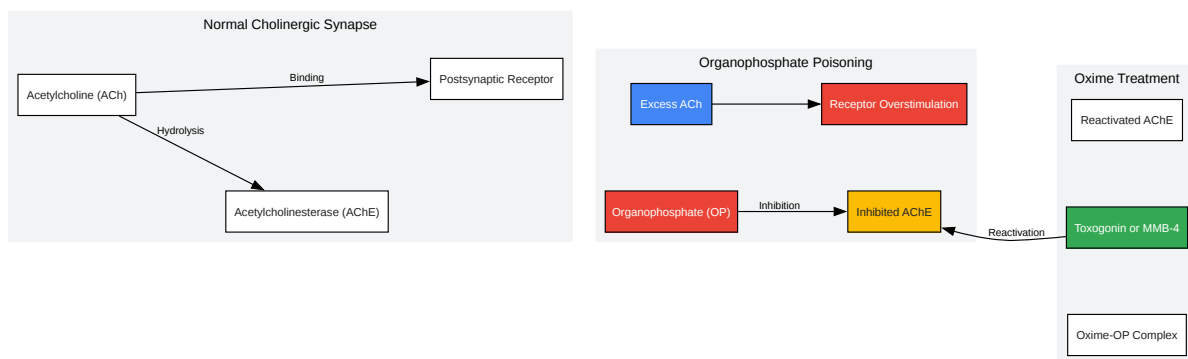 Normal Cholinergic Synapse
Acetylcholine (ACh)
Binding
Postsynaptic Receptor
Hydrolysis
Acetylcholinesterase (AChE)
Organophosphate Poisoning
Excess ACh
Receptor Overstimulation
Organophosphate (OP)
Inhibition
Inhibited AChE
Reactivation
Oxime Treatment
Reactivated AChE
Toxogonin or MMB-4
Oxime-OP Complex